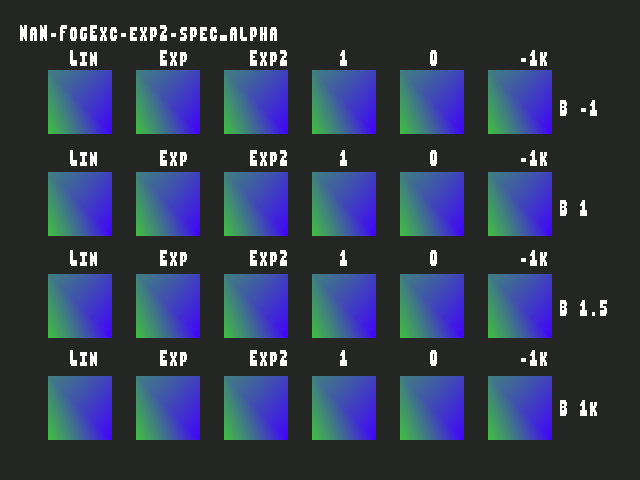 NaN-FogExc-exp2-spec_alpha
Lin Exp Exp2 1 0 -1k
B -1
Lin Exp Exp2 1 0 -1k
B 1
Lin Exp Exp2 1 0 -1k
B 1.5
Lin Exp Exp2 1 0 -1k
B 1k